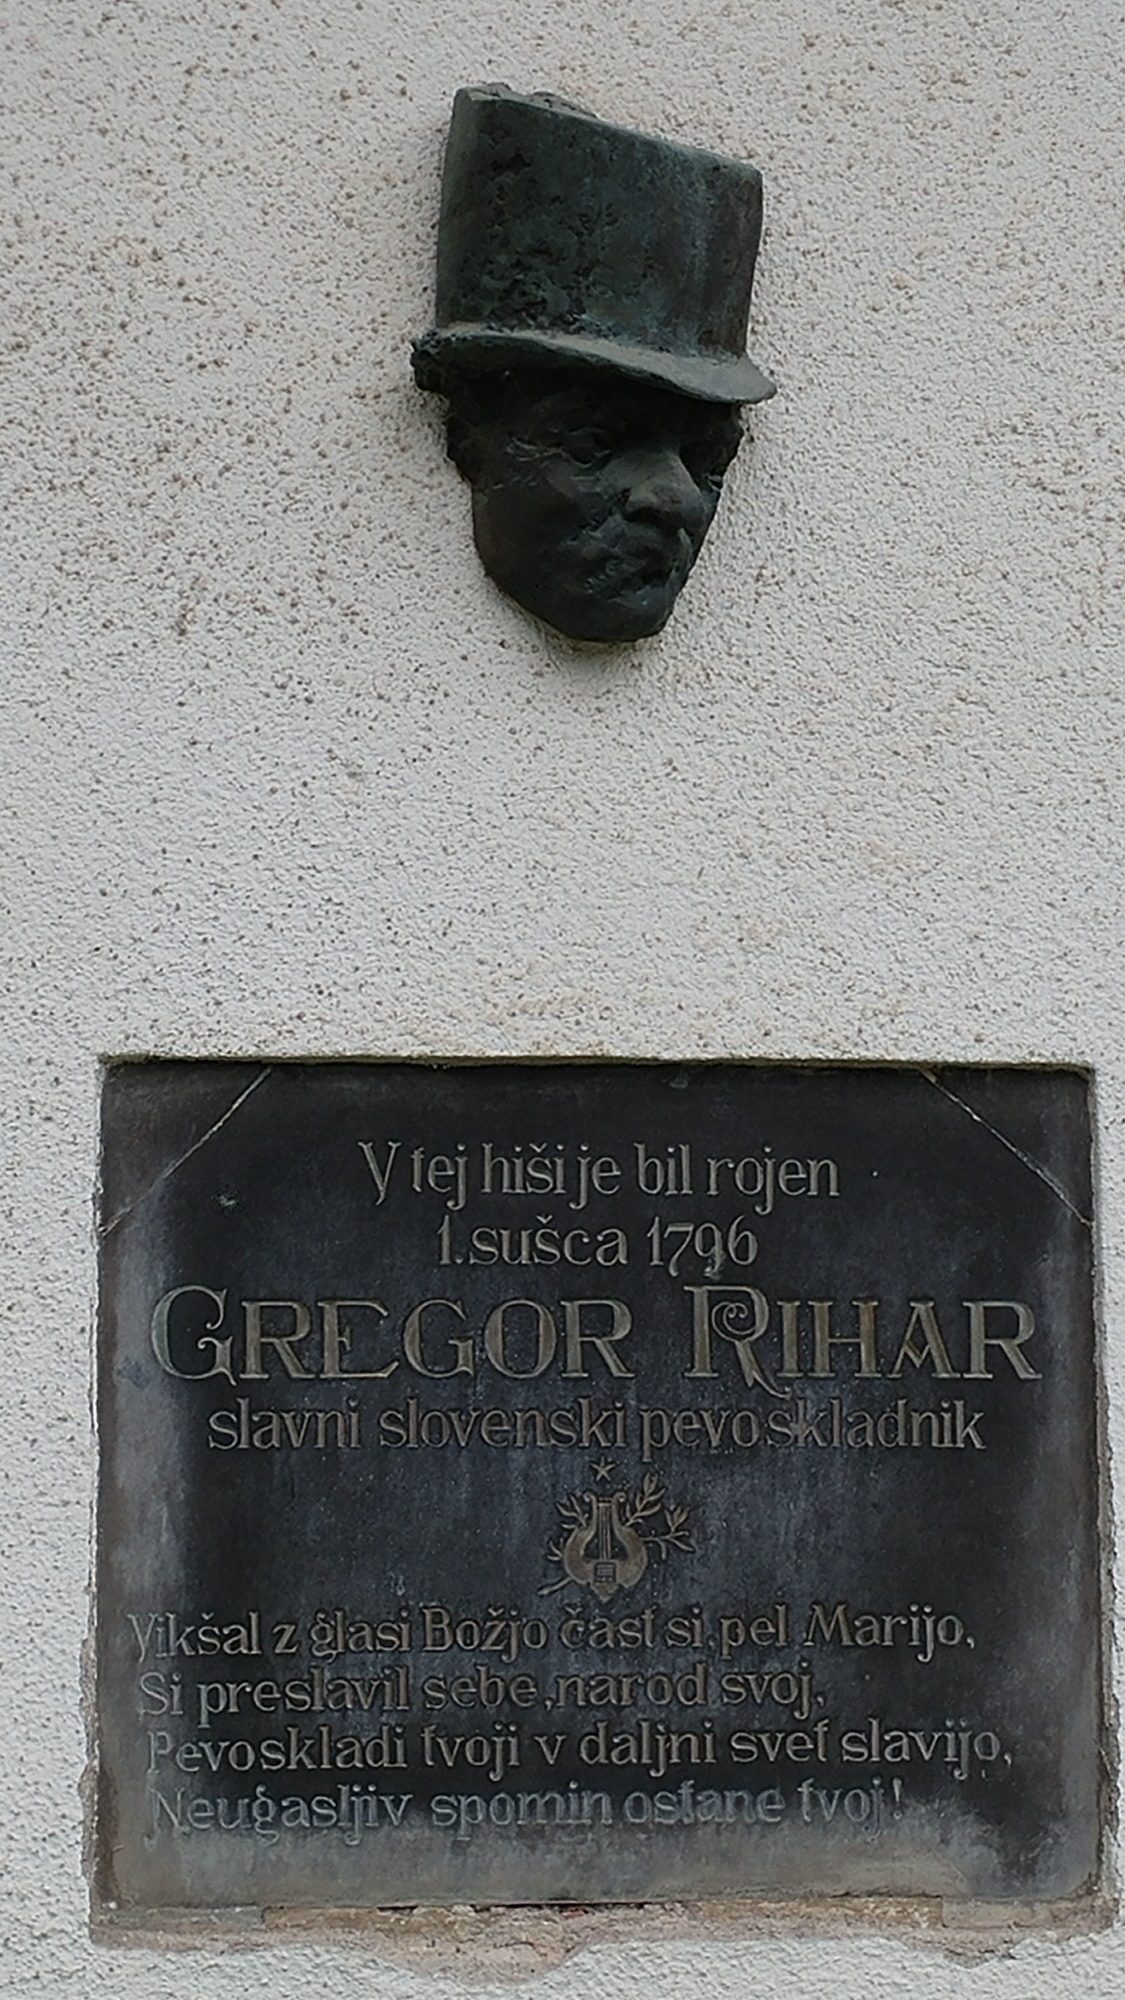 V tej hiši je bil rojen
1. sušca 1796
GREGOR RIHAR
slavni slovenski pevoskladnik
Vikšal z glasi Božjo čast si, pel Marijo,
Si preslavil sebe, narod svoj,
Pevoskladi tvoji v daljni svet slavijo,
Neugasljiv spomin ostane tvoj!